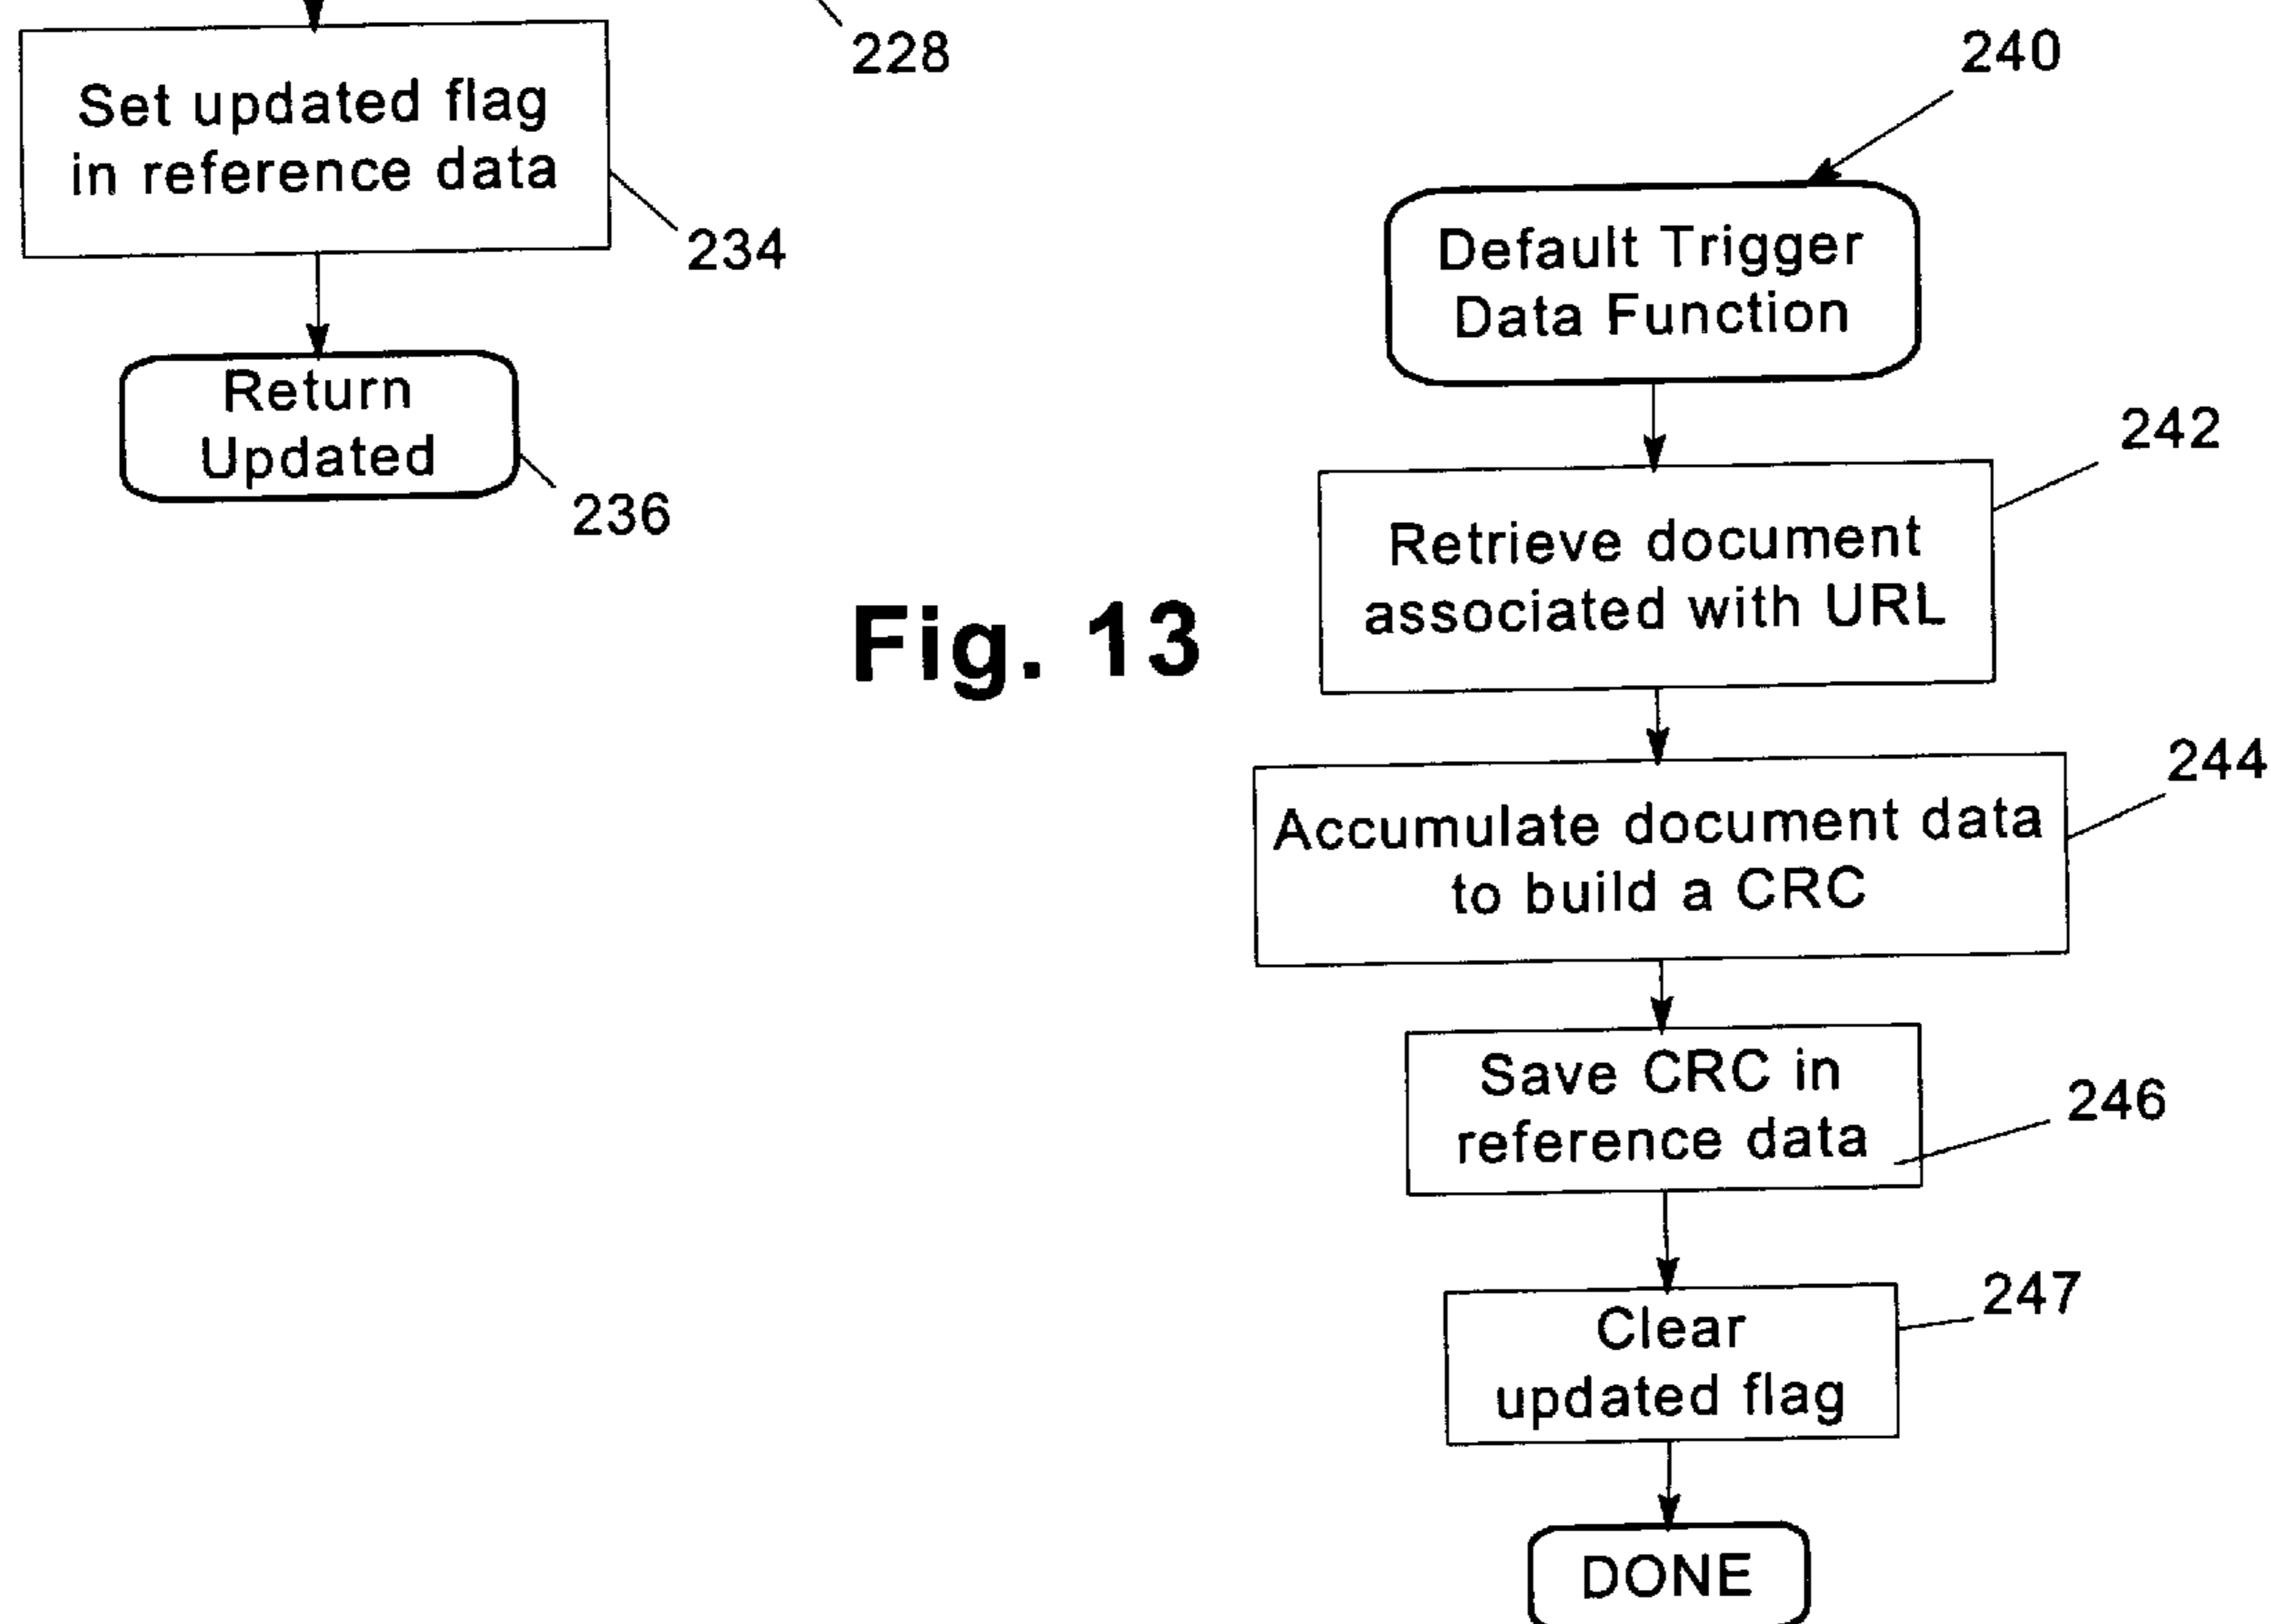 228
Set updated flag
in reference data
234
Return
Updated
236
Fig. 13
240
Default Trigger
Data Function
242
Retrieve document
associated with URL
244
Accumulate document data
to build a CRC
Save CRC in
reference data
246
247
Clear
updated flag
DONE